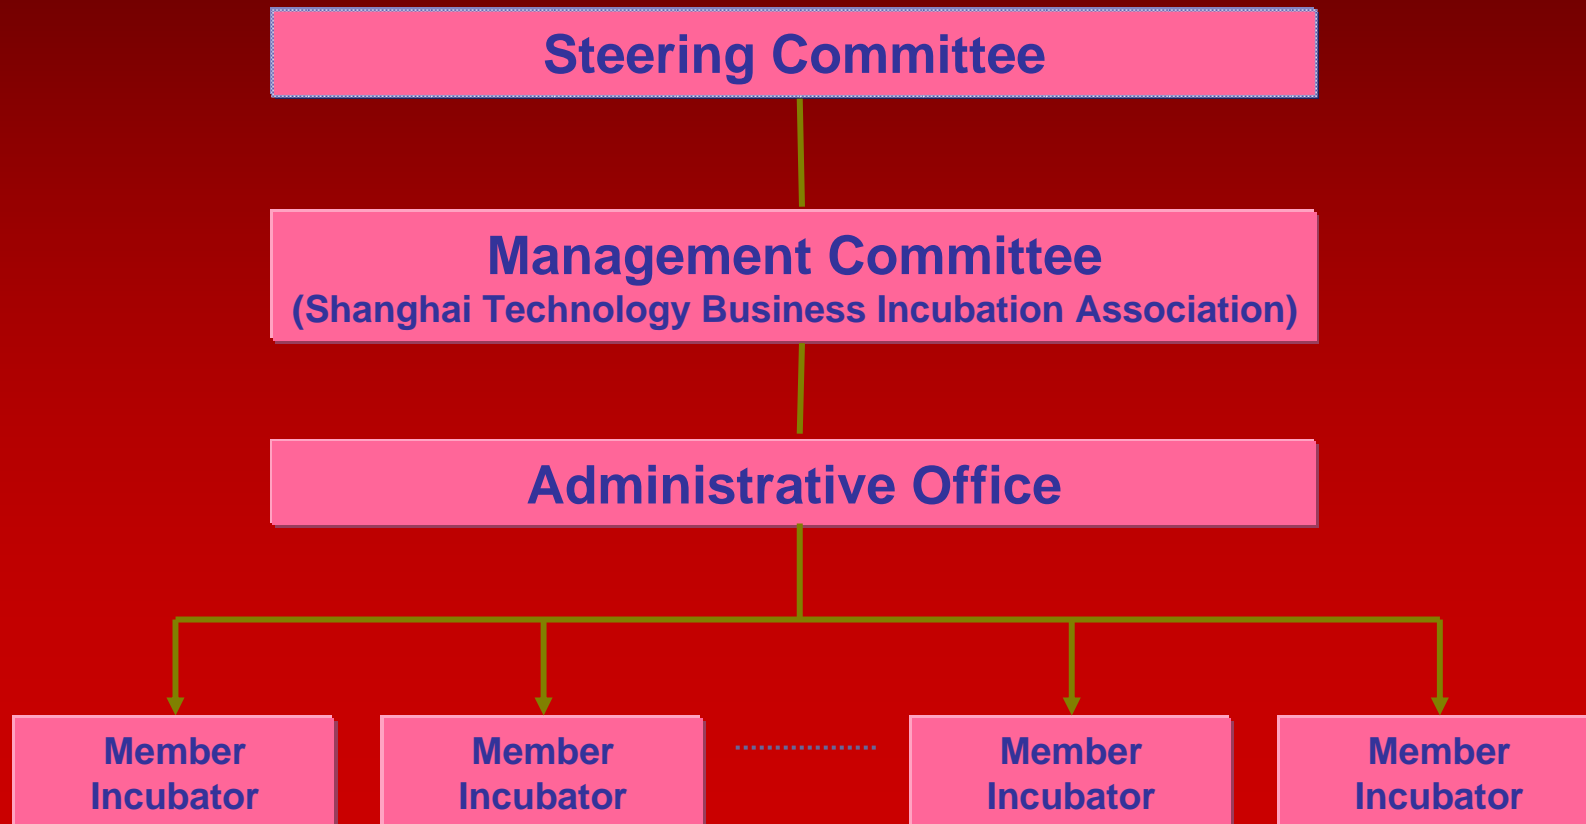 Steering Committee
Management Committee
(Shanghai Technology Business Incubation Association)
Administrative Office
Member
Incubator
Member
Incubator
Member
Incubator
Member
Incubator